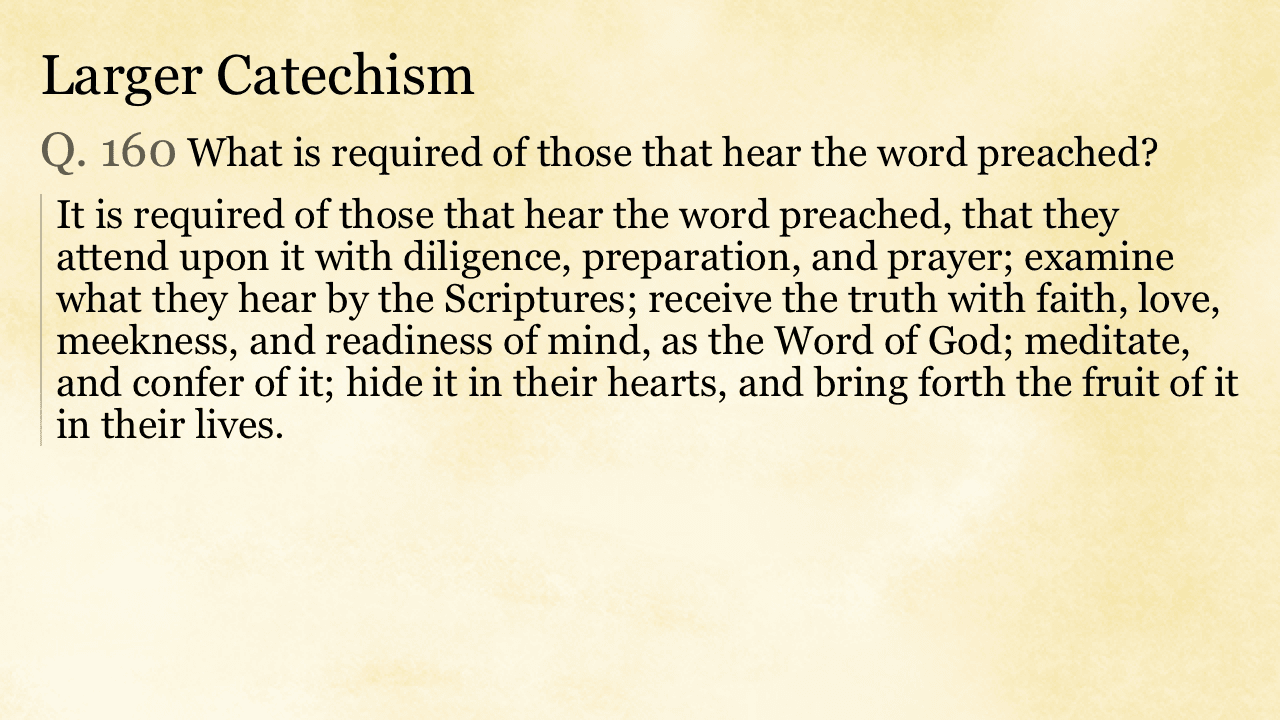 Larger Catechism
Q. 160 What is required of those that hear the word preached?
It is required of those that hear the word preached, that they
attend upon it with diligence, preparation, and prayer; examine
what they hear by the Scriptures; receive the truth with faith, love,
meekness, and readiness of mind, as the Word of God; meditate,
and confer of it; hide it in their hearts, and bring forth the fruit of it
in their lives.